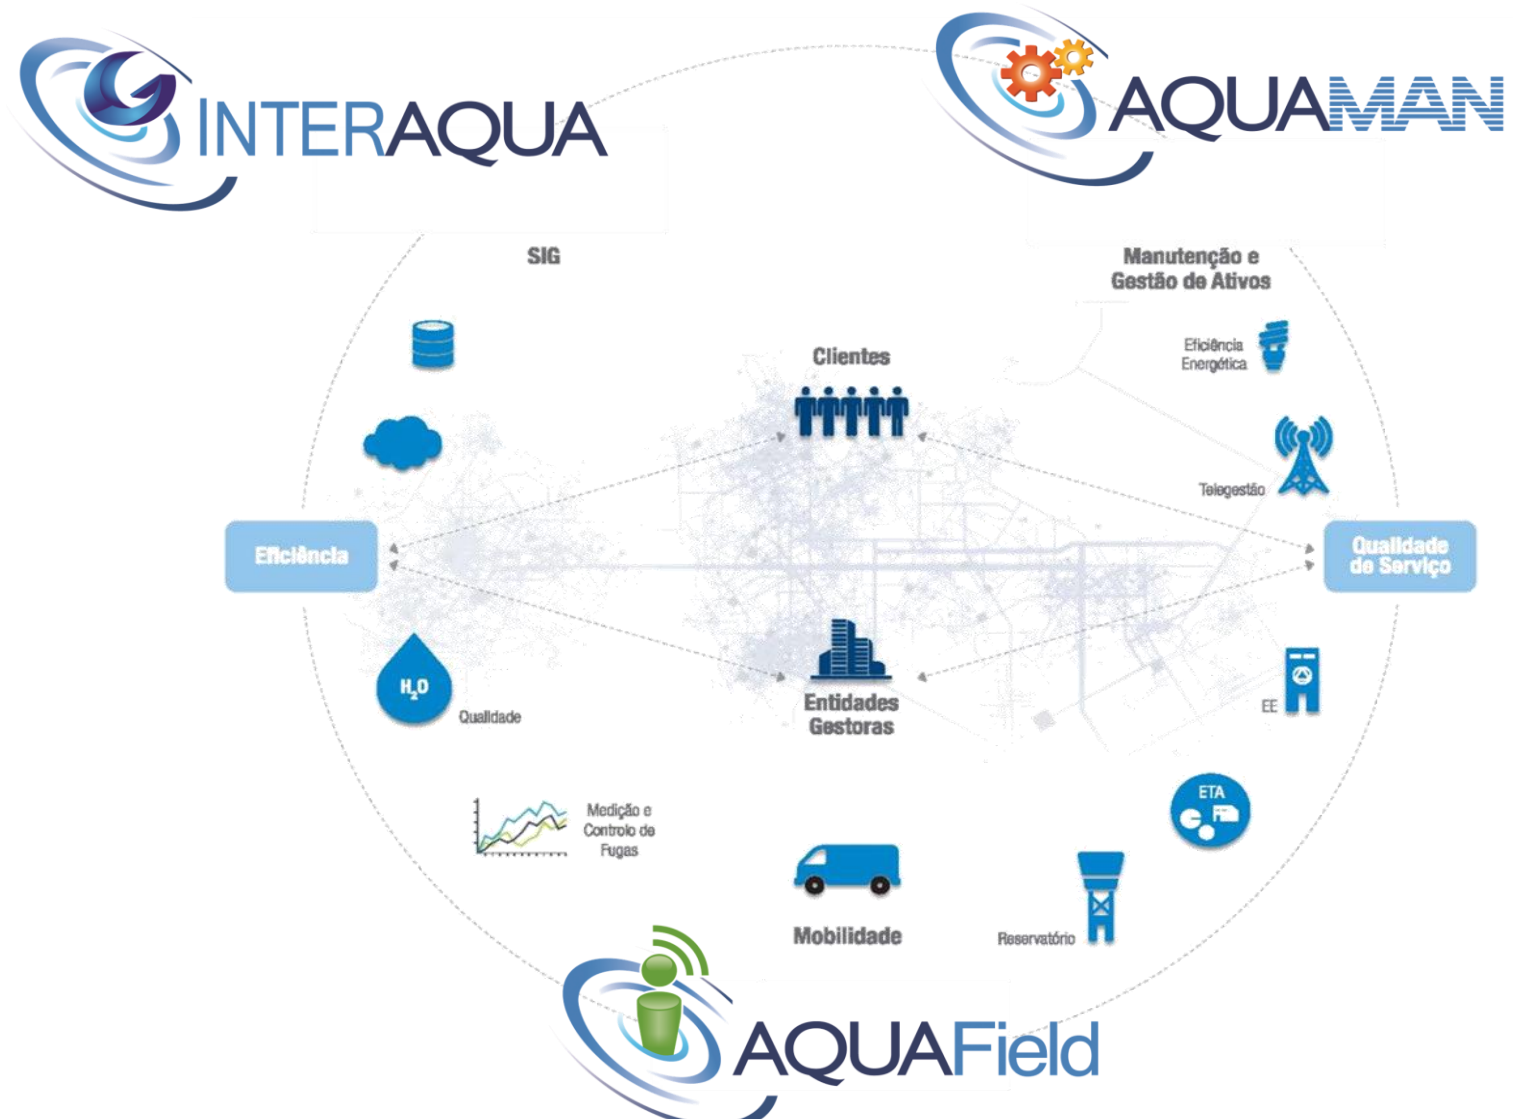 INTERAQUA
AQUAMAN
SIG
Manutenção e
Gestão de Ativos
Eficiência
Energética
Clientes
Telegestão
Eficiência
Qualidade
de Serviço
H₂O
Qualidade
Entidades
Gestoras
EE
ETA
Medição e
Controlo de
Fugas
Mobilidade
Reservatório
AQUAField